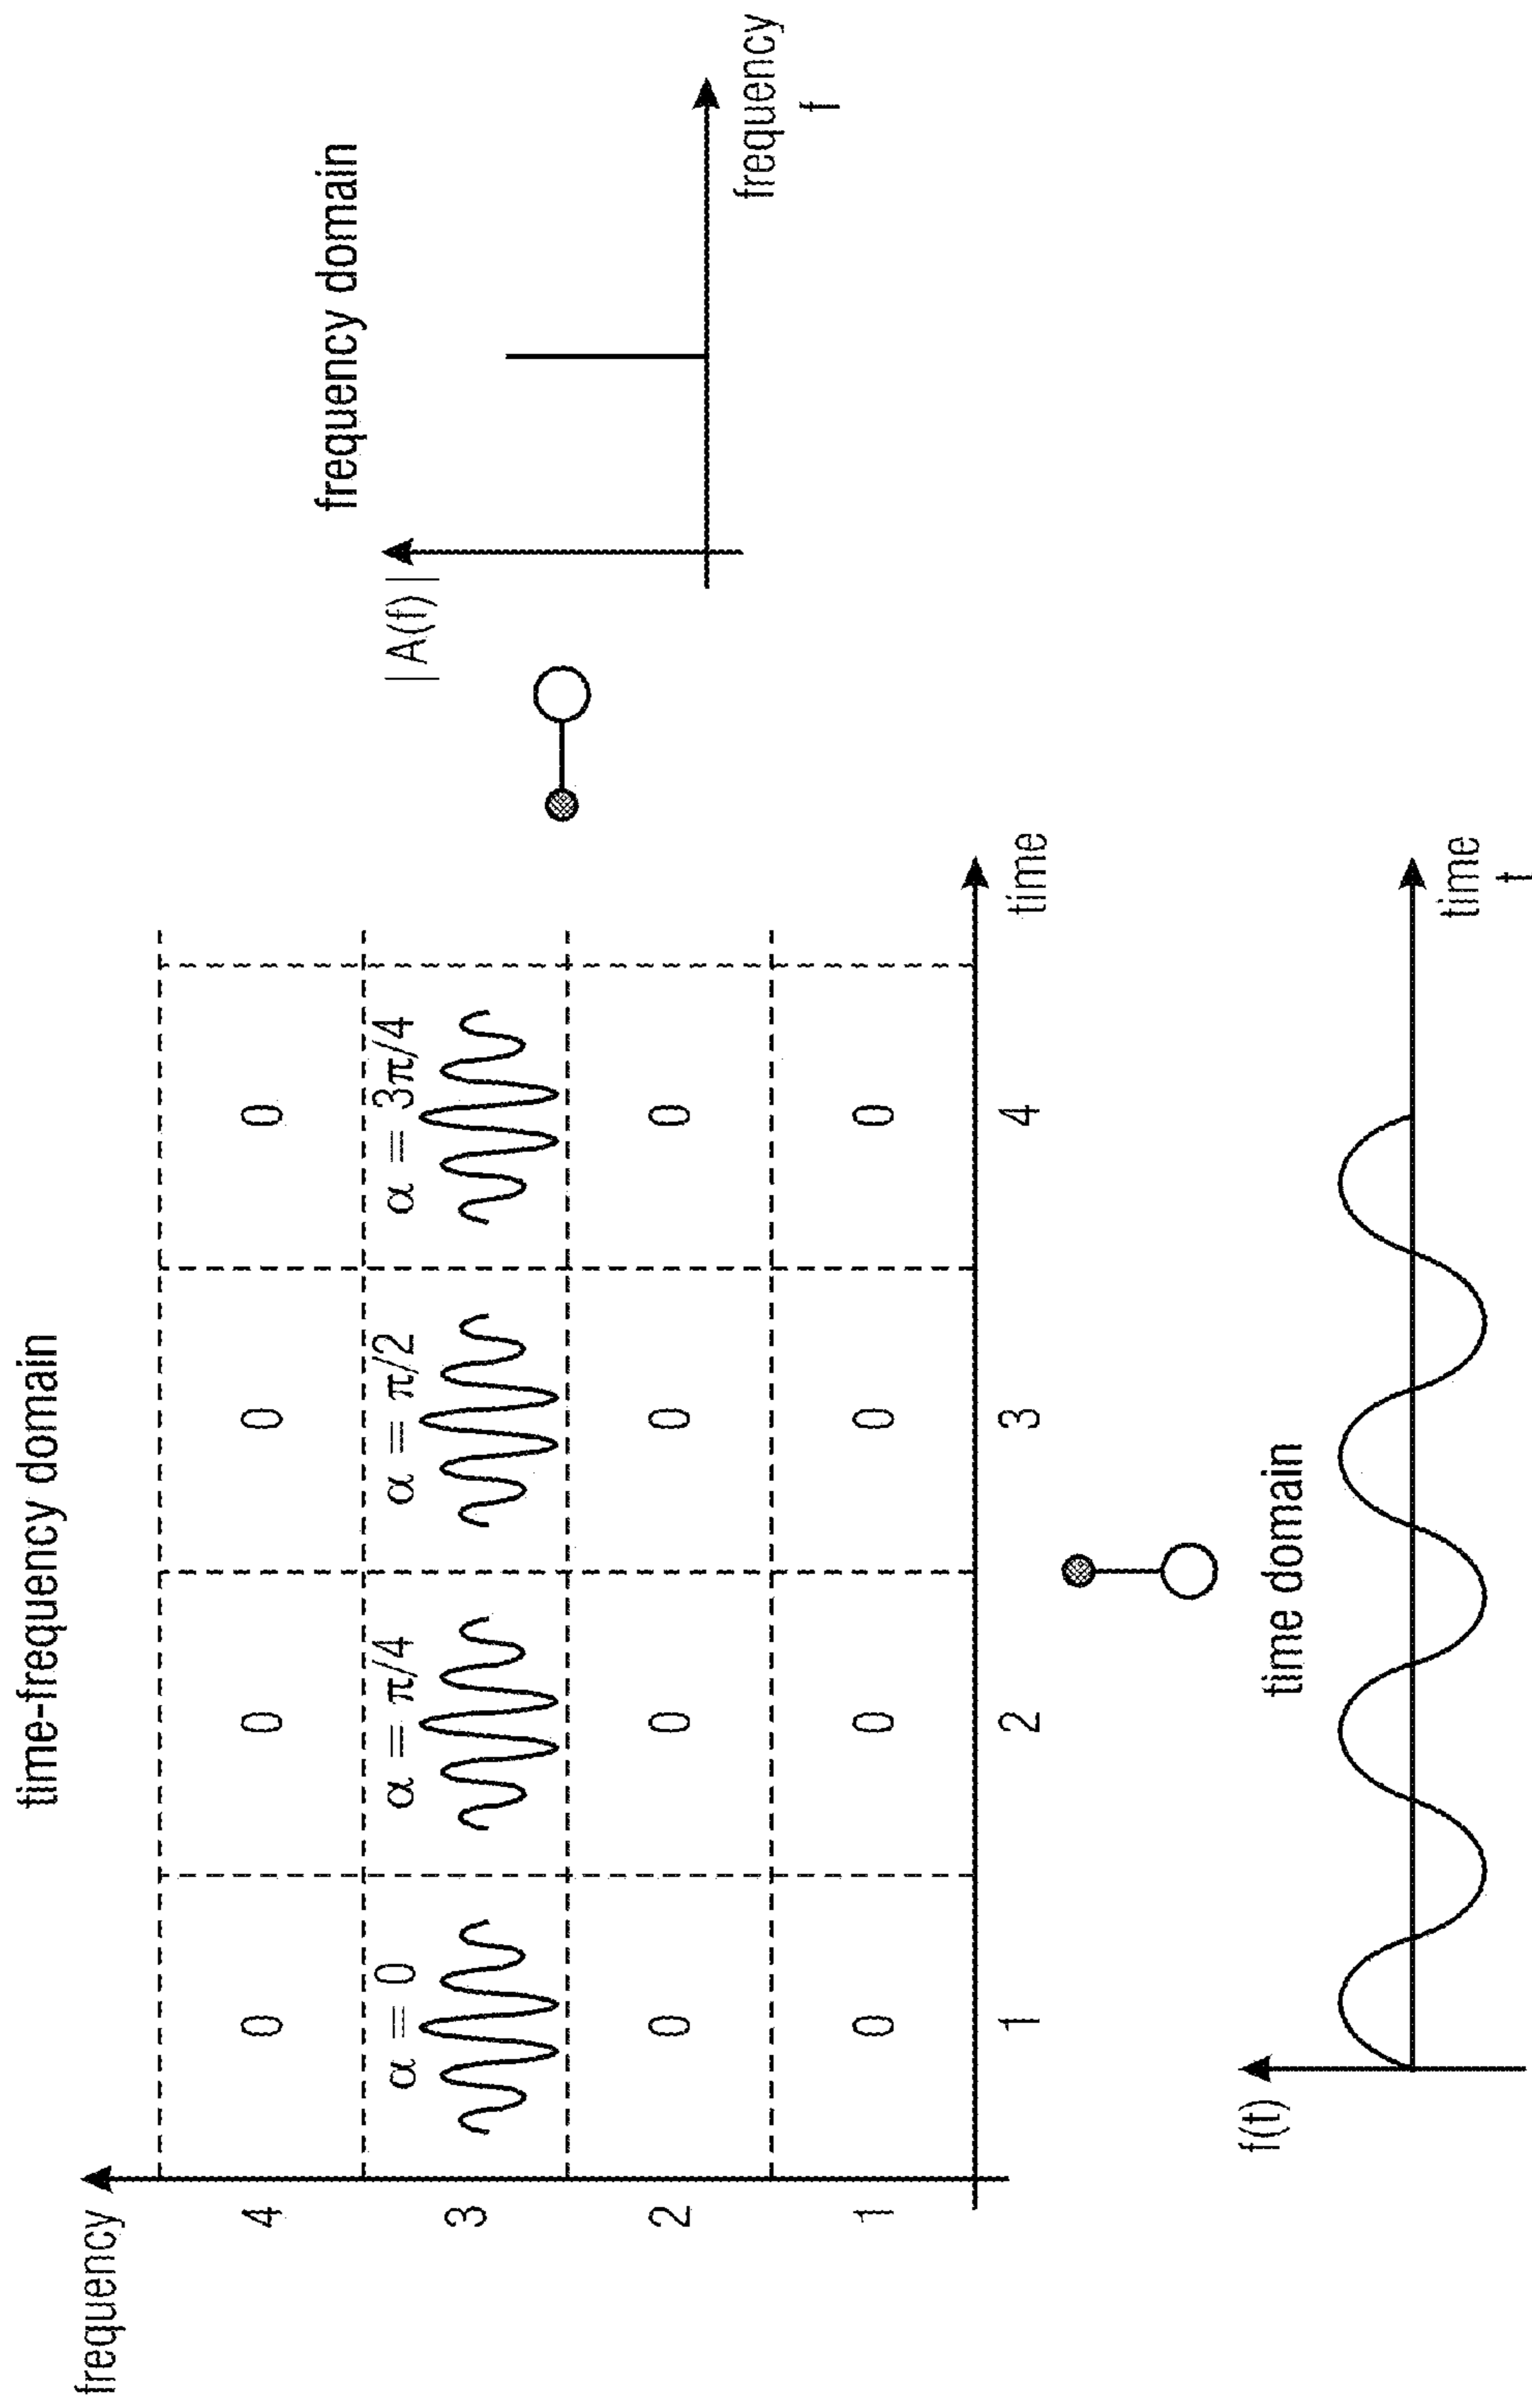 time-frequency domain
frequency
4
0
0
0
0
3
α = 0
α = π/4
α = π/2
α = 3π/4
2
0
0
0
0
1
0
0
0
0
1
2
3
4
time
frequency domain
|A(f)|
frequency
f
time domain
f(t)
time
t